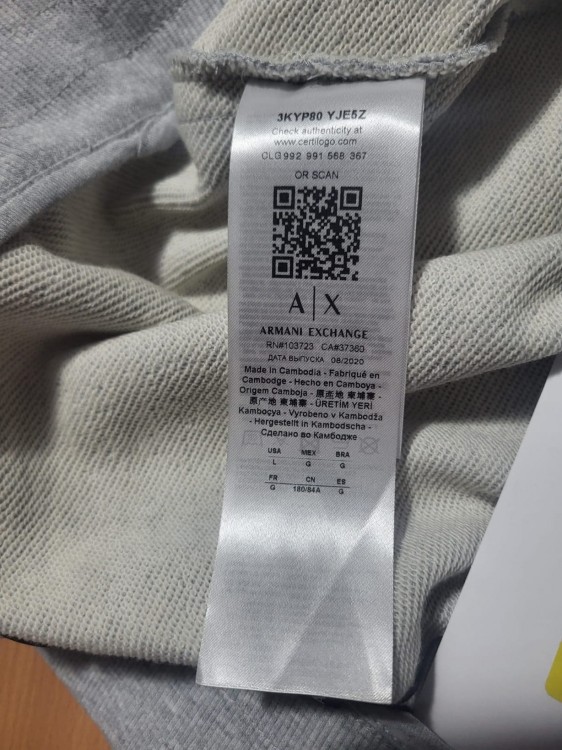 3KYP80 YJE5Z
Check authenticity at
www.certilogo.com
CLG 992 991 568 367
OR SCAN
A|X
ARMANI EXCHANGE
RN#103723 CA#37360
ДАТА ВЫПУСКА 08/2020
Made in Cambodia - Fabriqué en
Cambodge - Hecho en Camboya -
Origem Camboja - 原産地 柬埔寨 -
原产地 柬埔寨 - ÜRETİM YERİ
Kamboçya - Vyrobeno v Kambodža
- Hergestellt in Kambodscha -
Сделано во Камбодже
USA MEX BRA
L G G
FR CN ES
G 180/84A G